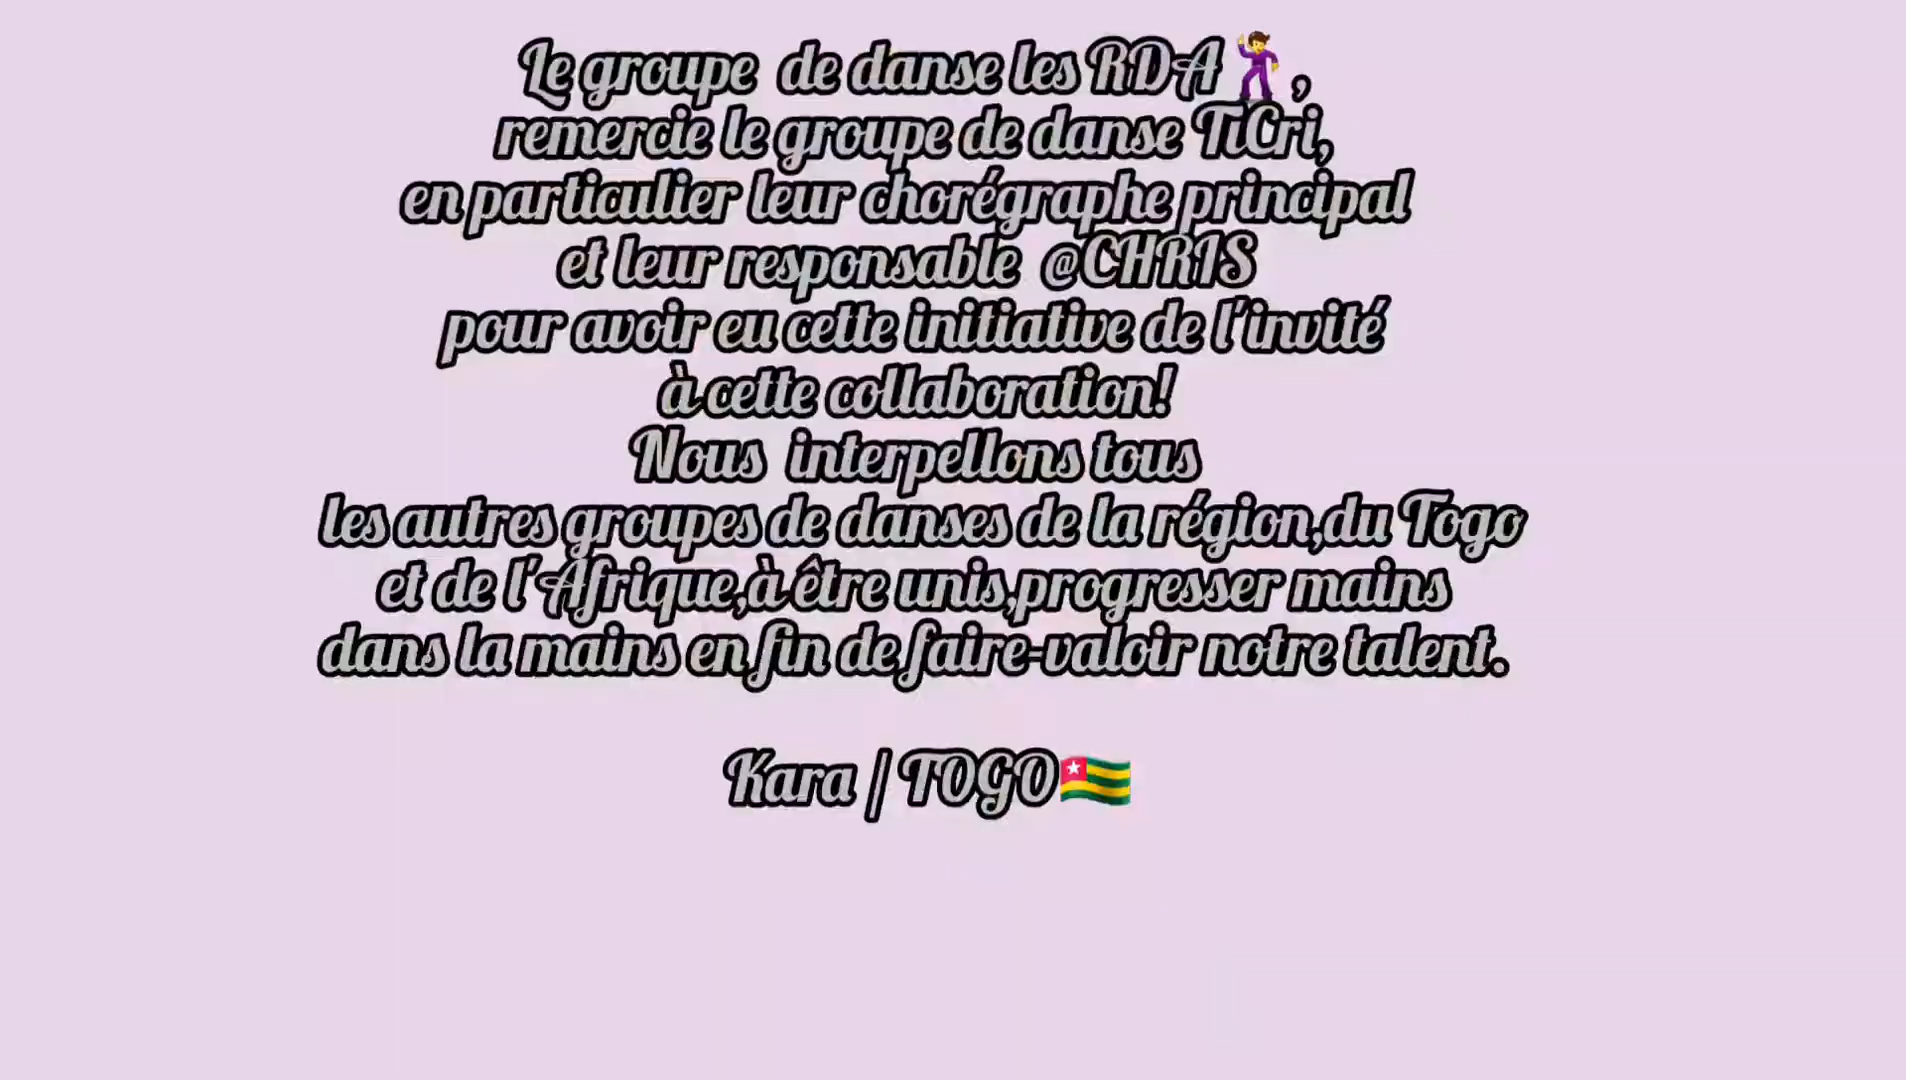 Le groupe  de danse les RDA🕺,
remercie le groupe de danse TiCri,
en particulier leur chorégraphe principal
et leur responsable  @CHRIS
pour avoir eu cette initiative de l'invité
à cette collaboration!
Nous  interpellons tous
les autres groupes de danses de la région,du Togo
et de l'Afrique,à être unis,progresser mains
dans la mains en fin de faire-valoir notre talent.
Kara / TOGO🇹🇬